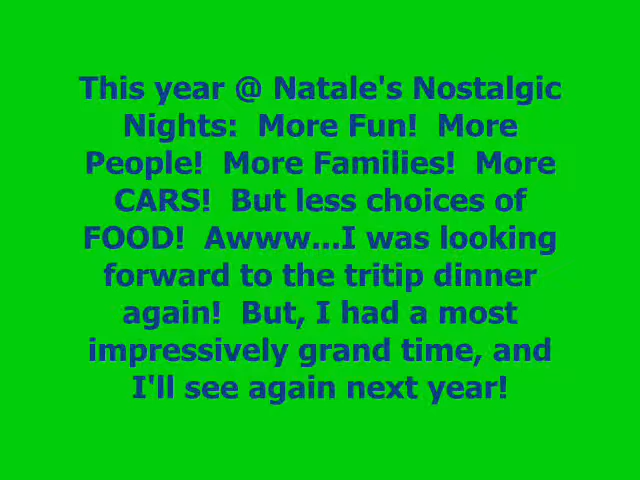 This year @ Natale's Nostalgic
Nights:  More Fun!  More
People!  More Families!  More
CARS!  But less choices of
FOOD!  Awww...I was looking
forward to the tritip dinner
again!  But, I had a most
impressively grand time, and
I'll see again next year!